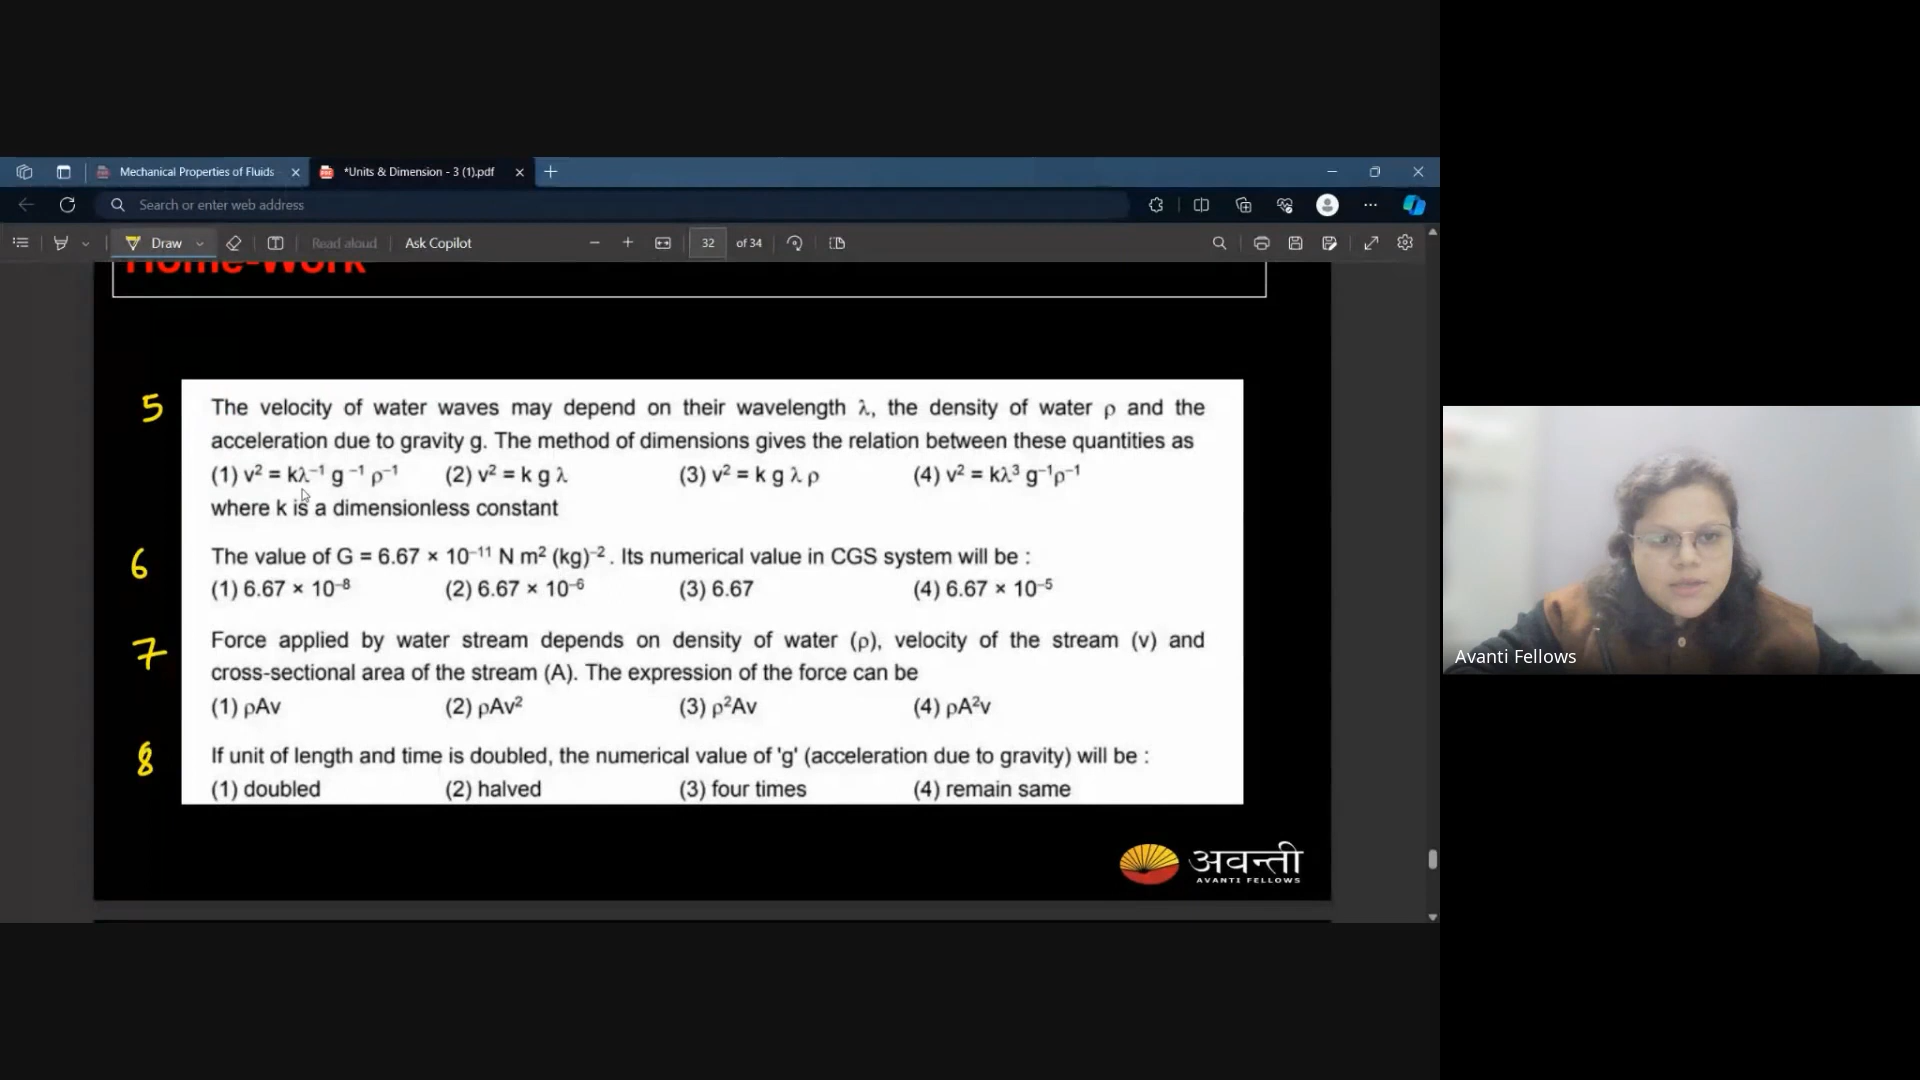 Mechanical Properties of Fluids
*Units & Dimension - 3 (1).pdf
Search or enter web address
Draw
Read aloud
Ask Copilot
32
of 34
Home-Work
5
The velocity of water waves may depend on their wavelength λ, the density of water ρ and the
acceleration due to gravity g. The method of dimensions gives the relation between these quantities as
(1) v² = kλ⁻¹ g ⁻¹ ρ⁻¹ (2) v² = k g λ (3) v² = k g λ ρ (4) v² = kλ³ g⁻¹ρ⁻¹
where k is a dimensionless constant
6
The value of G = 6.67 × 10⁻¹¹ N m² (kg)⁻². Its numerical value in CGS system will be :
(1) 6.67 × 10⁻⁸ (2) 6.67 × 10⁻⁶ (3) 6.67 (4) 6.67 × 10⁻⁵
7
Force applied by water stream depends on density of water (ρ), velocity of the stream (v) and
cross-sectional area of the stream (A). The expression of the force can be
(1) ρAv (2) ρAv² (3) ρ²Av (4) ρA²v
8
If unit of length and time is doubled, the numerical value of 'g' (acceleration due to gravity) will be :
(1) doubled (2) halved (3) four times (4) remain same
अवन्ती
AVANTI FELLOWS
Avanti Fellows